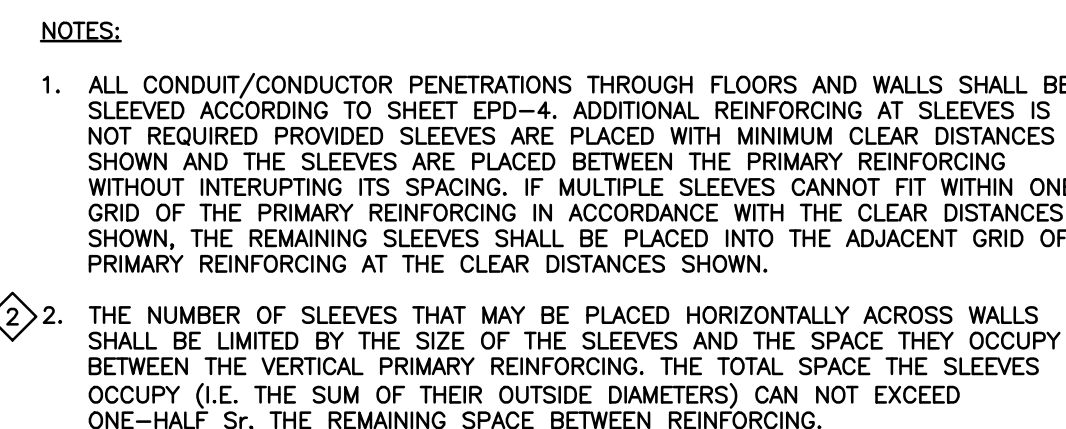 NOTES:
1. ALL CONDUIT/CONDUCTOR PENETRATIONS THROUGH FLOORS AND WALLS SHALL BE
SLEEVED ACCORDING TO SHEET EPD-4. ADDITIONAL REINFORCING AT SLEEVES IS
NOT REQUIRED PROVIDED SLEEVES ARE PLACED WITH MINIMUM CLEAR DISTANCES
SHOWN AND THE SLEEVES ARE PLACED BETWEEN THE PRIMARY REINFORCING
WITHOUT INTERUPTING ITS SPACING. IF MULTIPLE SLEEVES CANNOT FIT WITHIN ONE
GRID OF THE PRIMARY REINFORCING IN ACCORDANCE WITH THE CLEAR DISTANCES
SHOWN, THE REMAINING SLEEVES SHALL BE PLACED INTO THE ADJACENT GRID OF
PRIMARY REINFORCING AT THE CLEAR DISTANCES SHOWN.
2 2. THE NUMBER OF SLEEVES THAT MAY BE PLACED HORIZONTALLY ACROSS WALLS
SHALL BE LIMITED BY THE SIZE OF THE SLEEVES AND THE SPACE THEY OCCUPY
BETWEEN THE VERTICAL PRIMARY REINFORCING. THE TOTAL SPACE THE SLEEVES
OCCUPY (I.E. THE SUM OF THEIR OUTSIDE DIAMETERS) CAN NOT EXCEED
ONE-HALF Sr, THE REMAINING SPACE BETWEEN REINFORCING.